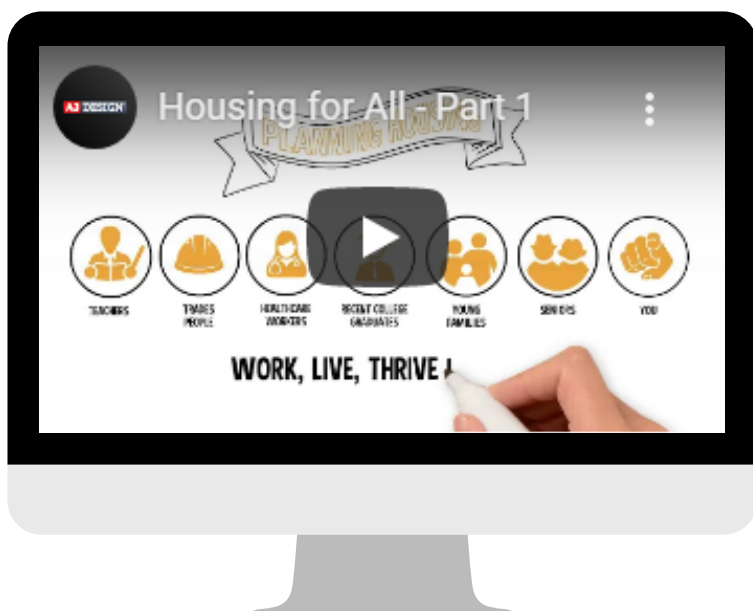 AJ DESIGN
Housing for All - Part 1
PLANNING HOUSING
TEACHERS
TRADES
PEOPLE
HEALTHCARE
WORKERS
RECENT COLLEGE
GRADUATES
YOUNG
FAMILIES
SENIORS
YOU
WORK, LIVE, THRIVE